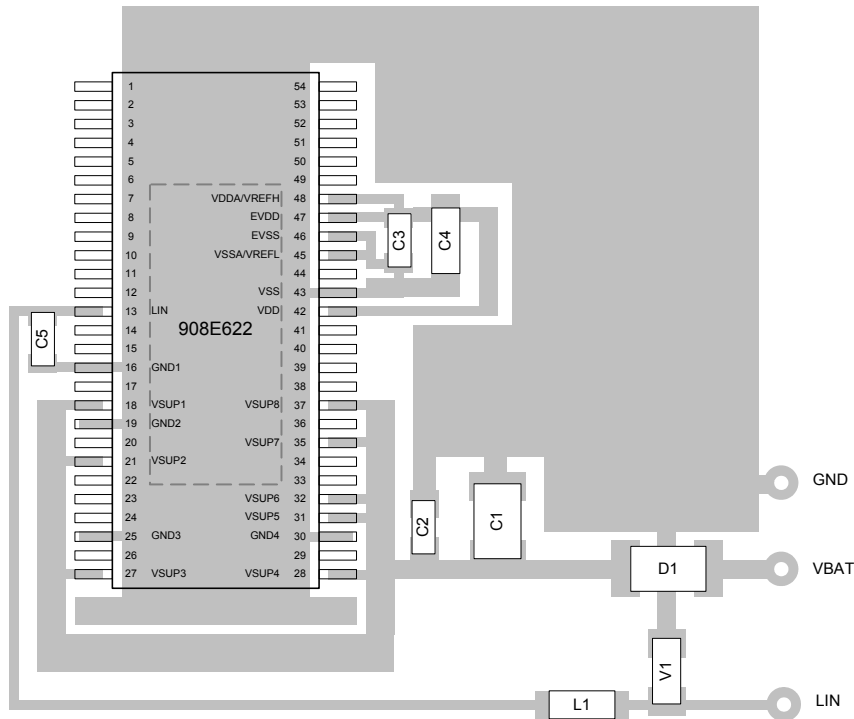 1 54
2 53
3 52
4 51
5 50
6 49
7 VDDA/VREFH 48
8 EVDD 47
9 EVSS 46
10 VSSA/VREFL 45
11 44
12 VSS 43
13 LIN VDD 42
14 908E622 41
15 40
16 GND1 39
17 38
18 VSUP1 VSUP8 37
19 GND2 36
20 VSUP7 35
21 VSUP2 34
22 33
23 VSUP6 32
24 VSUP5 31
25 GND3 GND4 30
26 29
27 VSUP3 VSUP4 28
C3
C4
C5
C2
C1
D1
V1
L1
GND
VBAT
LIN